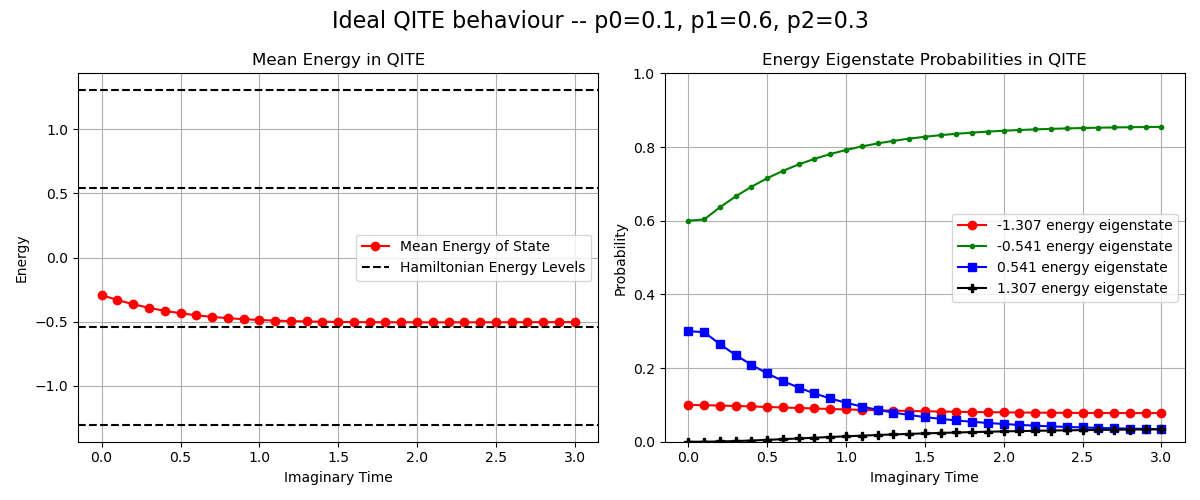 Ideal QITE behaviour -- p0=0.1, p1=0.6, p2=0.3
Mean Energy in QITE
Energy
1.0
0.5
0.0
−0.5
−1.0
Mean Energy of State
Hamiltonian Energy Levels
0.0 0.5 1.0 1.5 2.0 2.5 3.0
Imaginary Time
Energy Eigenstate Probabilities in QITE
Probability
1.0
0.8
0.6
0.4
0.2
0.0
-1.307 energy eigenstate
-0.541 energy eigenstate
0.541 energy eigenstate
1.307 energy eigenstate
0.0 0.5 1.0 1.5 2.0 2.5 3.0
Imaginary Time